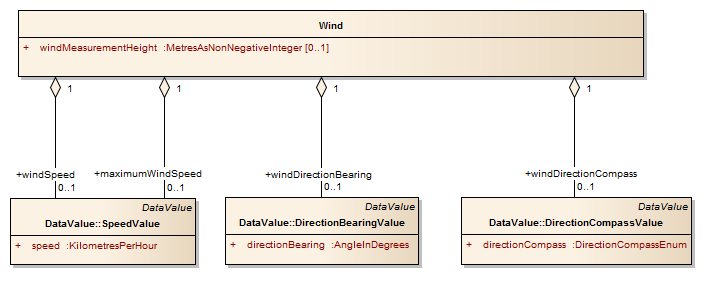 Wind
+ windMeasurementHeight :MetresAsNonNegativeInteger [0..1]
1 1 1 1
+windSpeed +maximumWindSpeed +windDirectionBearing +windDirectionCompass
0..1 0..1 0..1 0..1
DataValue DataValue DataValue
DataValue::SpeedValue DataValue::DirectionBearingValue DataValue::DirectionCompassValue
+ speed :KilometresPerHour + directionBearing :AngleInDegrees + directionCompass :DirectionCompassEnum